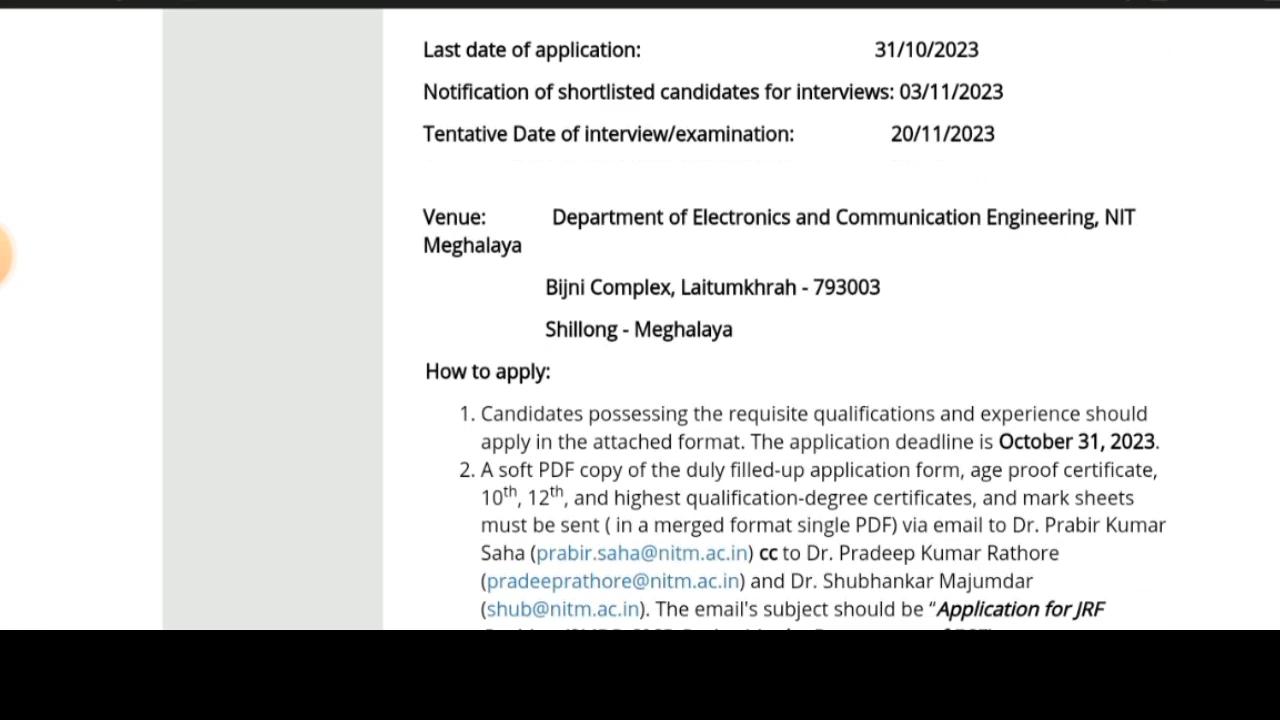 Last date of application: 31/10/2023
Notification of shortlisted candidates for interviews: 03/11/2023
Tentative Date of interview/examination: 20/11/2023
Venue: Department of Electronics and Communication Engineering, NIT
Meghalaya
Bijni Complex, Laitumkhrah - 793003
Shillong - Meghalaya
How to apply:
1. Candidates possessing the requisite qualifications and experience should
apply in the attached format. The application deadline is October 31, 2023.
2. A soft PDF copy of the duly filled-up application form, age proof certificate,
10th, 12th, and highest qualification-degree certificates, and mark sheets
must be sent ( in a merged format single PDF) via email to Dr. Prabir Kumar
Saha (prabir.saha@nitm.ac.in) cc to Dr. Pradeep Kumar Rathore
(pradeeprathore@nitm.ac.in) and Dr. Shubhankar Majumdar
(shub@nitm.ac.in). The email's subject should be “Application for JRF